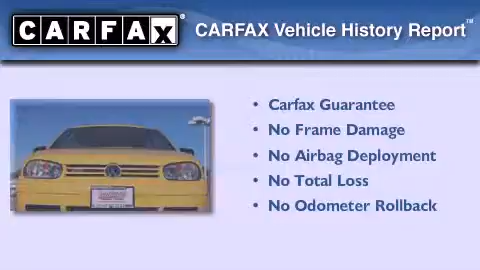 CARFAX® CARFAX Vehicle History Report™
• Carfax Guarantee
• No Frame Damage
• No Airbag Deployment
• No Total Loss
• No Odometer Rollback